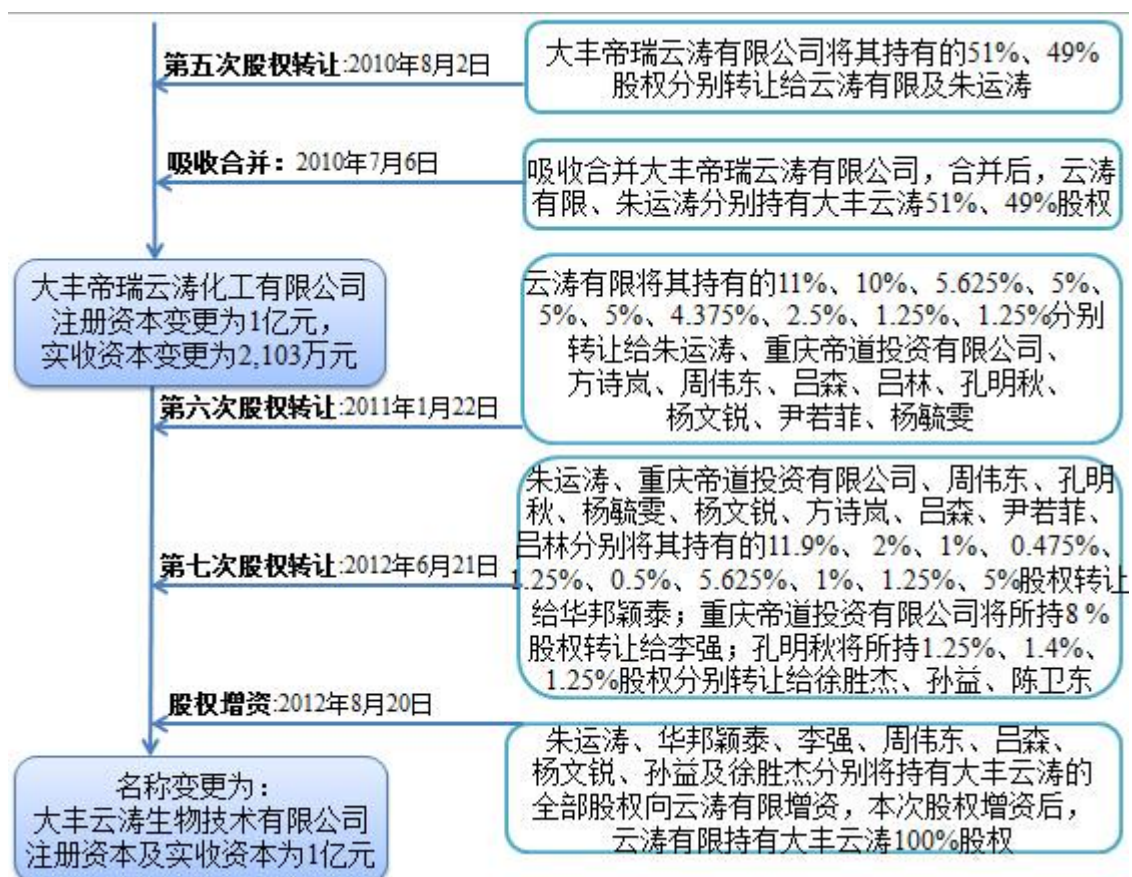 第五次股权转让:2010年8月2日
大丰帝瑞云涛有限公司将其持有的51%、49%
股权分别转让给云涛有限及朱运涛
吸收合并：2010年7月6日
吸收合并大丰帝瑞云涛有限公司，合并后，云涛
有限、朱运涛分别持有大丰云涛51%、49%股权
大丰帝瑞云涛化工有限公司
注册资本变更为1亿元，
实收资本变更为2,103万元
云涛有限将其持有的11%、10%、5.625%、5%、
5%、5%、4.375%、2.5%、1.25%、1.25%分别
转让给朱运涛、重庆帝道投资有限公司、
方诗岚、周伟东、吕森、吕林、孔明秋、
杨文锐、尹若菲、杨毓雯
第六次股权转让:2011年1月22日
朱运涛、重庆帝道投资有限公司、周伟东、孔明
秋、杨毓雯、杨文锐、方诗岚、吕森、尹若菲、
吕林分别将其持有的11.9%、2%、1%、0.475%、
1.25%、0.5%、5.625%、1%、1.25%、5%股权转让
给华邦颖泰；重庆帝道投资有限公司将所持8%
股权转让给李强；孔明秋将所持1.25%、1.4%、
1.25%股权分别转让给徐胜杰、孙益、陈卫东
第七次股权转让:2012年6月21日
股权增资:2012年8月20日
朱运涛、华邦颖泰、李强、周伟东、吕森、
杨文锐、孙益及徐胜杰分别将持有大丰云涛的
全部股权向云涛有限增资，本次股权增资后，
云涛有限持有大丰云涛100%股权
名称变更为：
大丰云涛生物技术有限公司
注册资本及实收资本为1亿元